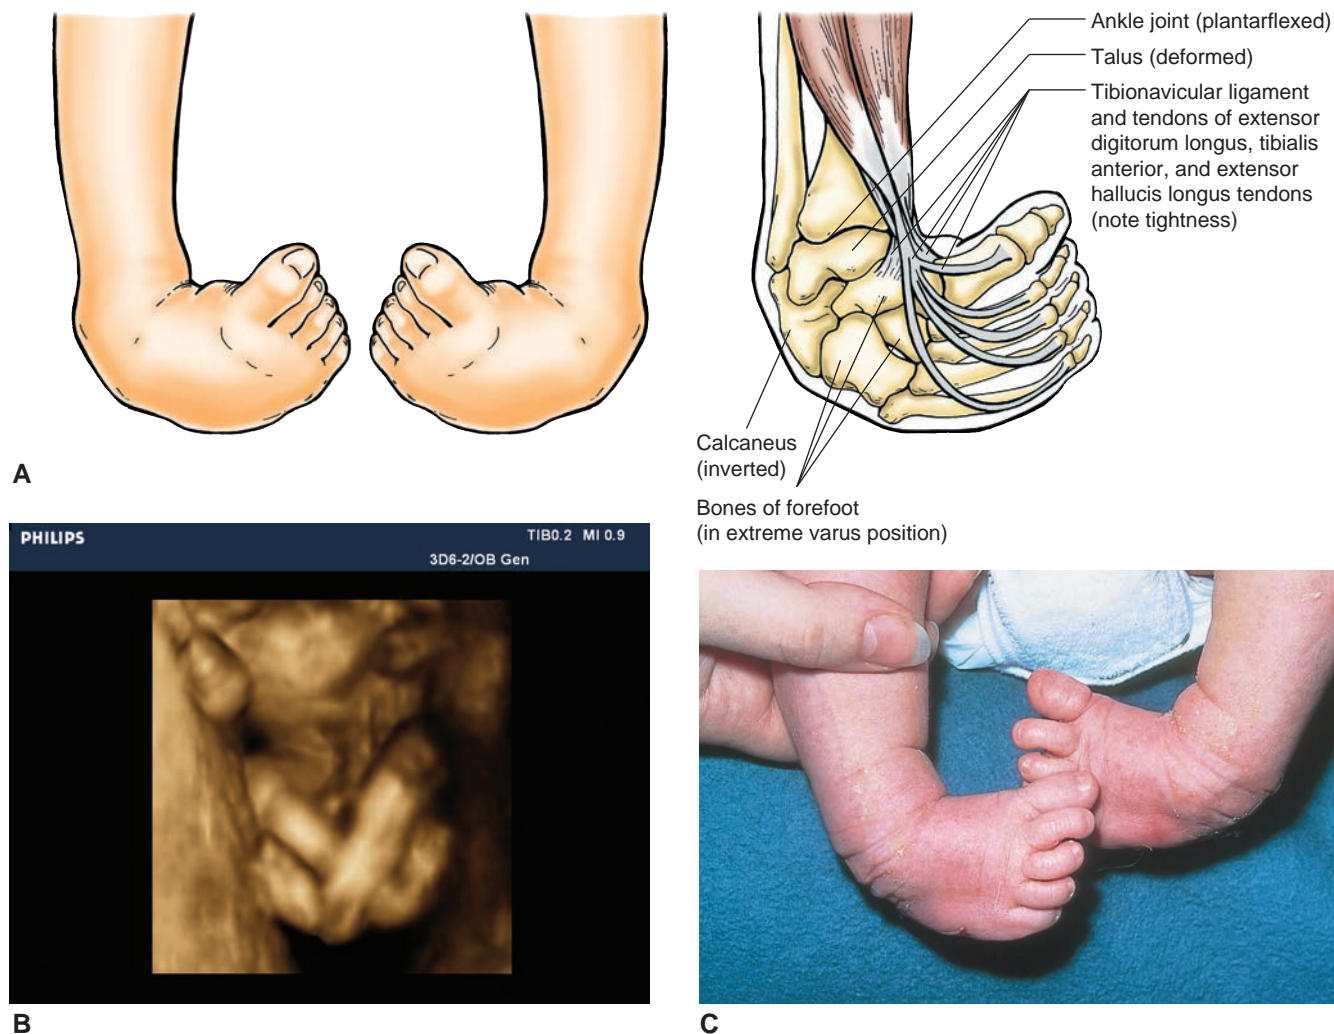 Ankle joint (plantarflexed)
Talus (deformed)
Tibionavicular ligament
and tendons of extensor
digitorum longus, tibialis
anterior, and extensor
hallucis longus tendons
(note tightness)
Calcaneus
(inverted)
Bones of forefoot
(in extreme varus position)
A
PHILIPS
TIB0.2 MI 0.9
3D6-2/OB Gen
B
C